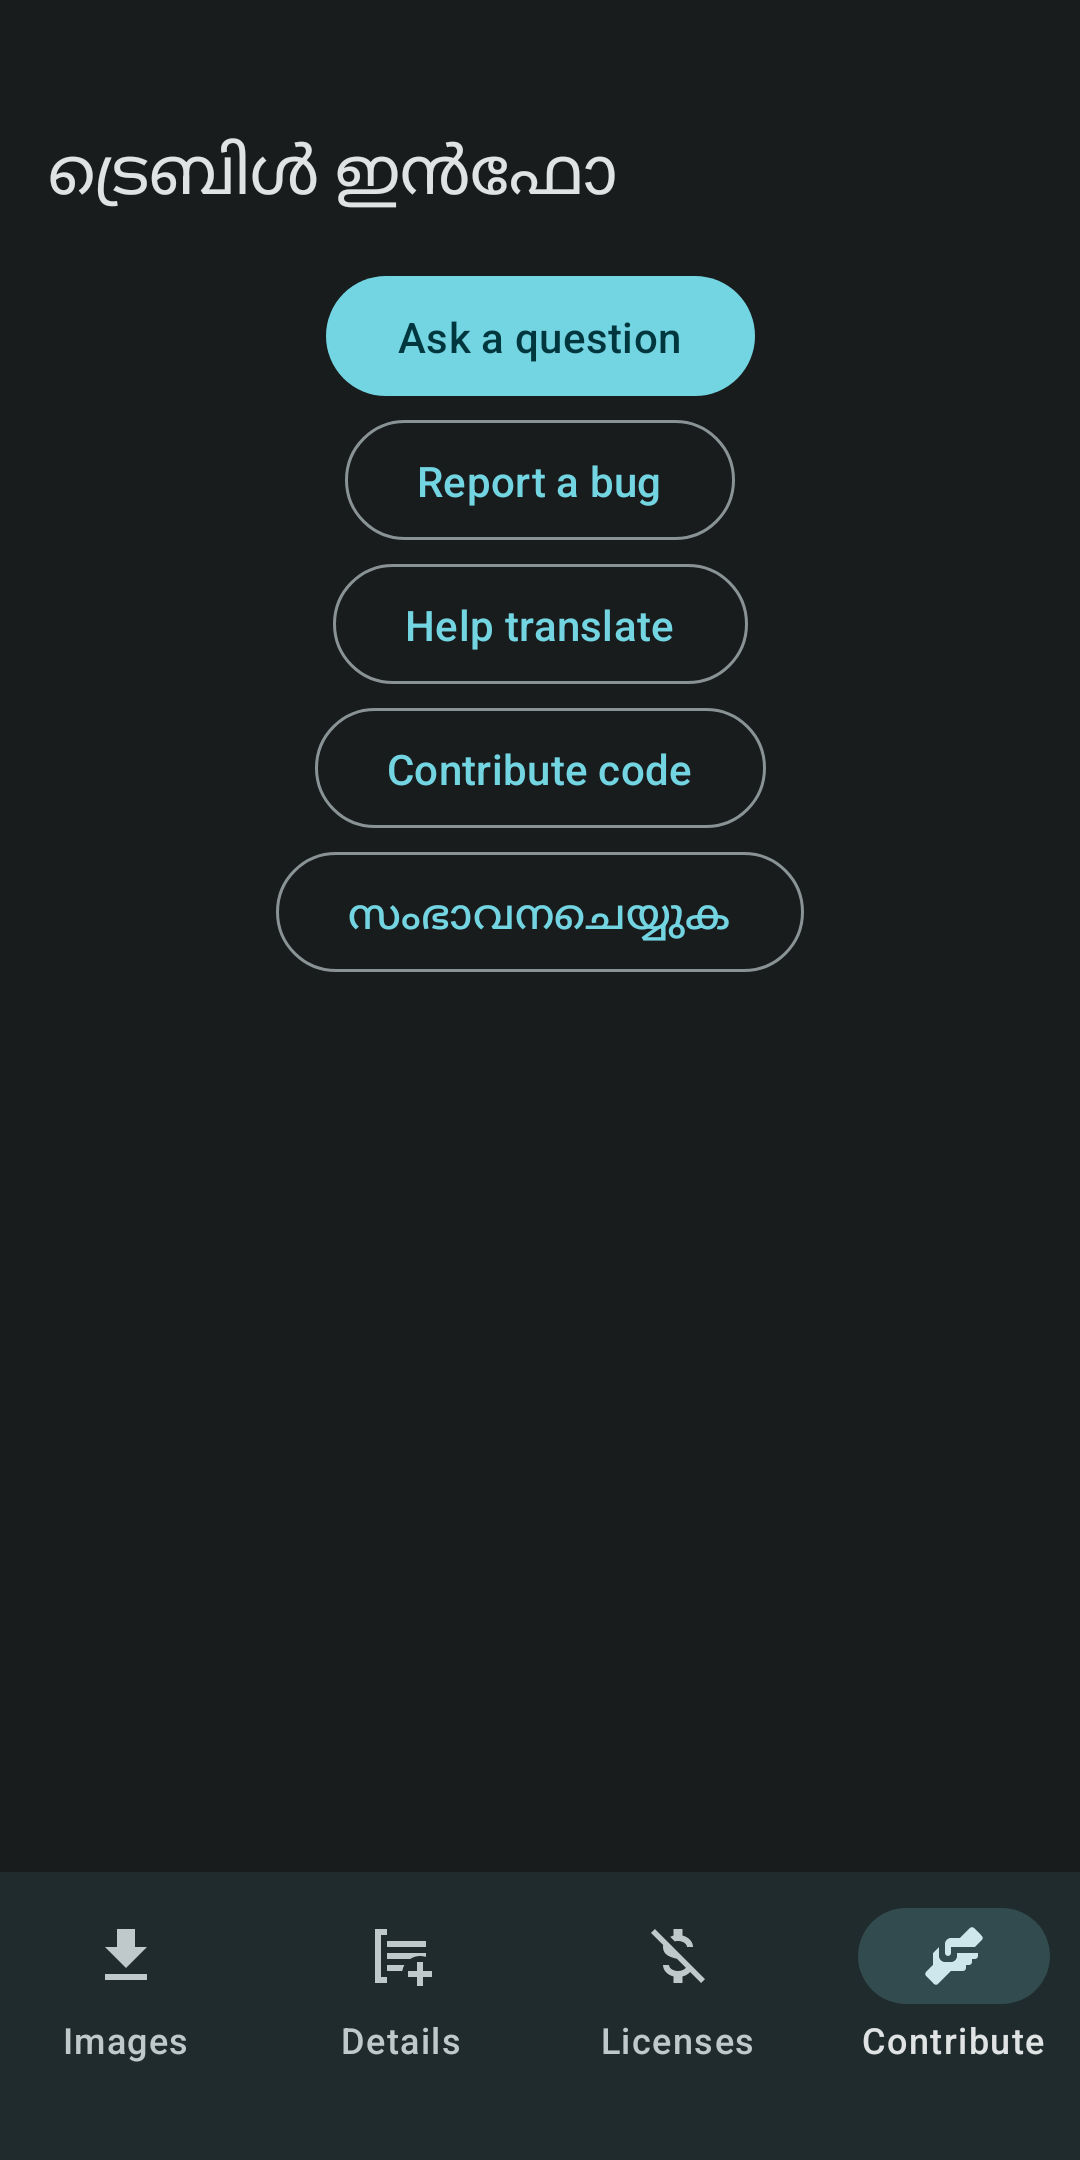 ട്രെബിൾ ഇൻഫോ
Ask a question
Report a bug
Help translate
Contribute code
സംഭാവനചെയ്യുക
Images
Details
Licenses
Contribute